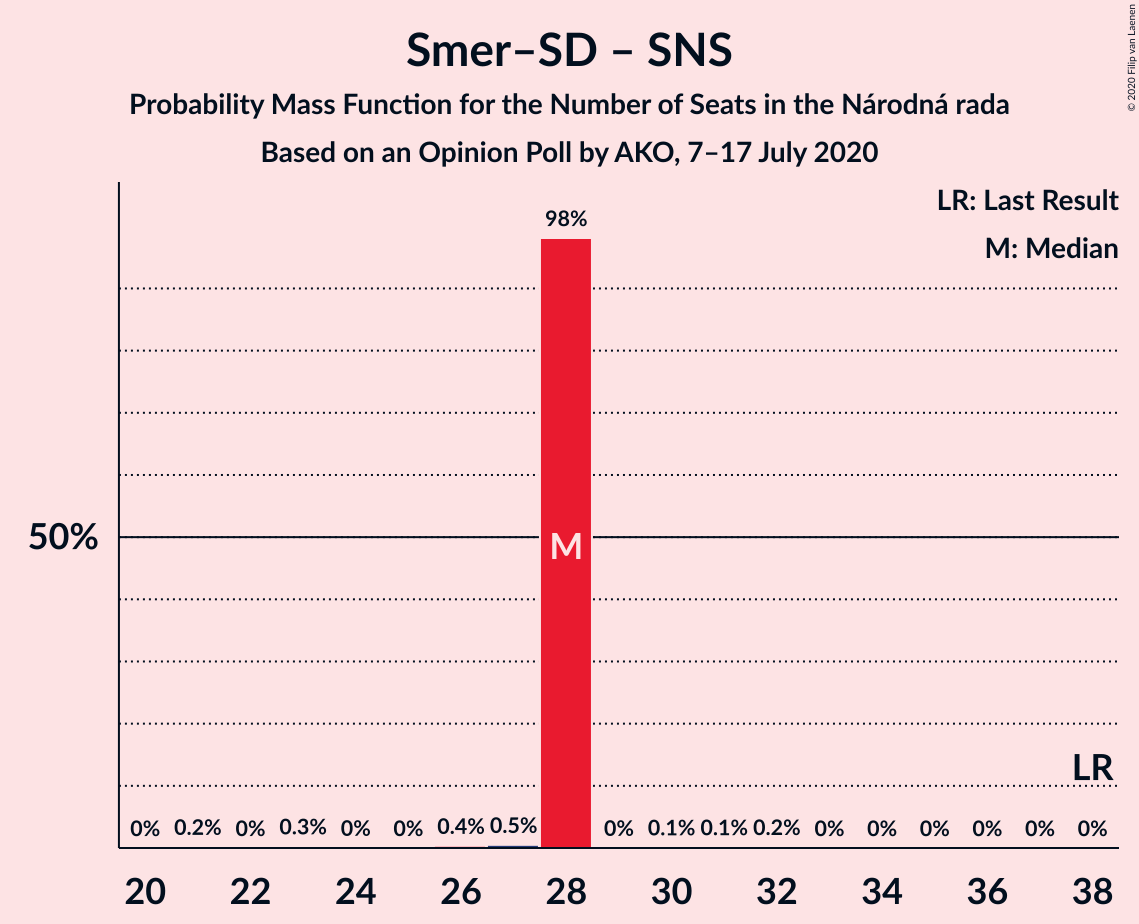 Smer–SD – SNS
Probability Mass Function for the Number of Seats in the Národná rada
Based on an Opinion Poll by AKO, 7–17 July 2020
© 2020 Filip van Laenen
LR: Last Result
M: Median
98%
50%
M
LR
0% 0.2% 0% 0.3% 0% 0% 0.4% 0.5% 0% 0.1% 0.1% 0.2% 0% 0% 0% 0% 0% 0%
20 22 24 26 28 30 32 34 36 38